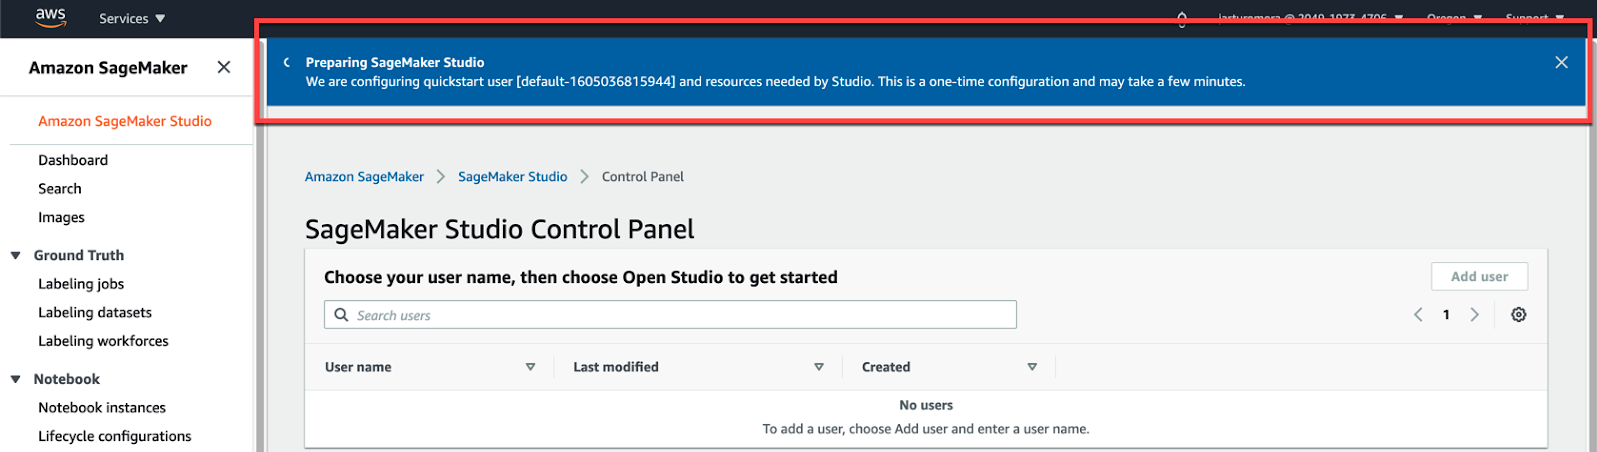 aws
Services
Amazon SageMaker
Preparing SageMaker Studio
We are configuring quickstart user [default-1605036815944] and resources needed by Studio. This is a one-time configuration and may take a few minutes.
Amazon SageMaker Studio
Dashboard
Search
Images
Ground Truth
Labeling jobs
Labeling datasets
Labeling workforces
Notebook
Notebook instances
Lifecycle configurations
Amazon SageMaker
SageMaker Studio
Control Panel
SageMaker Studio Control Panel
Choose your user name, then choose Open Studio to get started
Add user
Search users
1
User name
Last modified
Created
No users
To add a user, choose Add user and enter a user name.